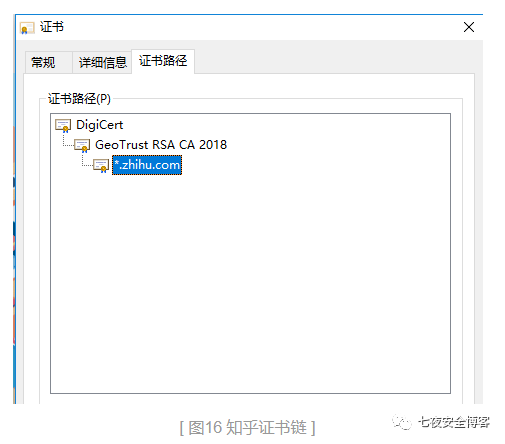 证书
常规 详细信息 证书路径
证书路径(P)
DigiCert
GeoTrust RSA CA 2018
*.zhihu.com
七夜安全博客
[ 图16 知乎证书链 ]